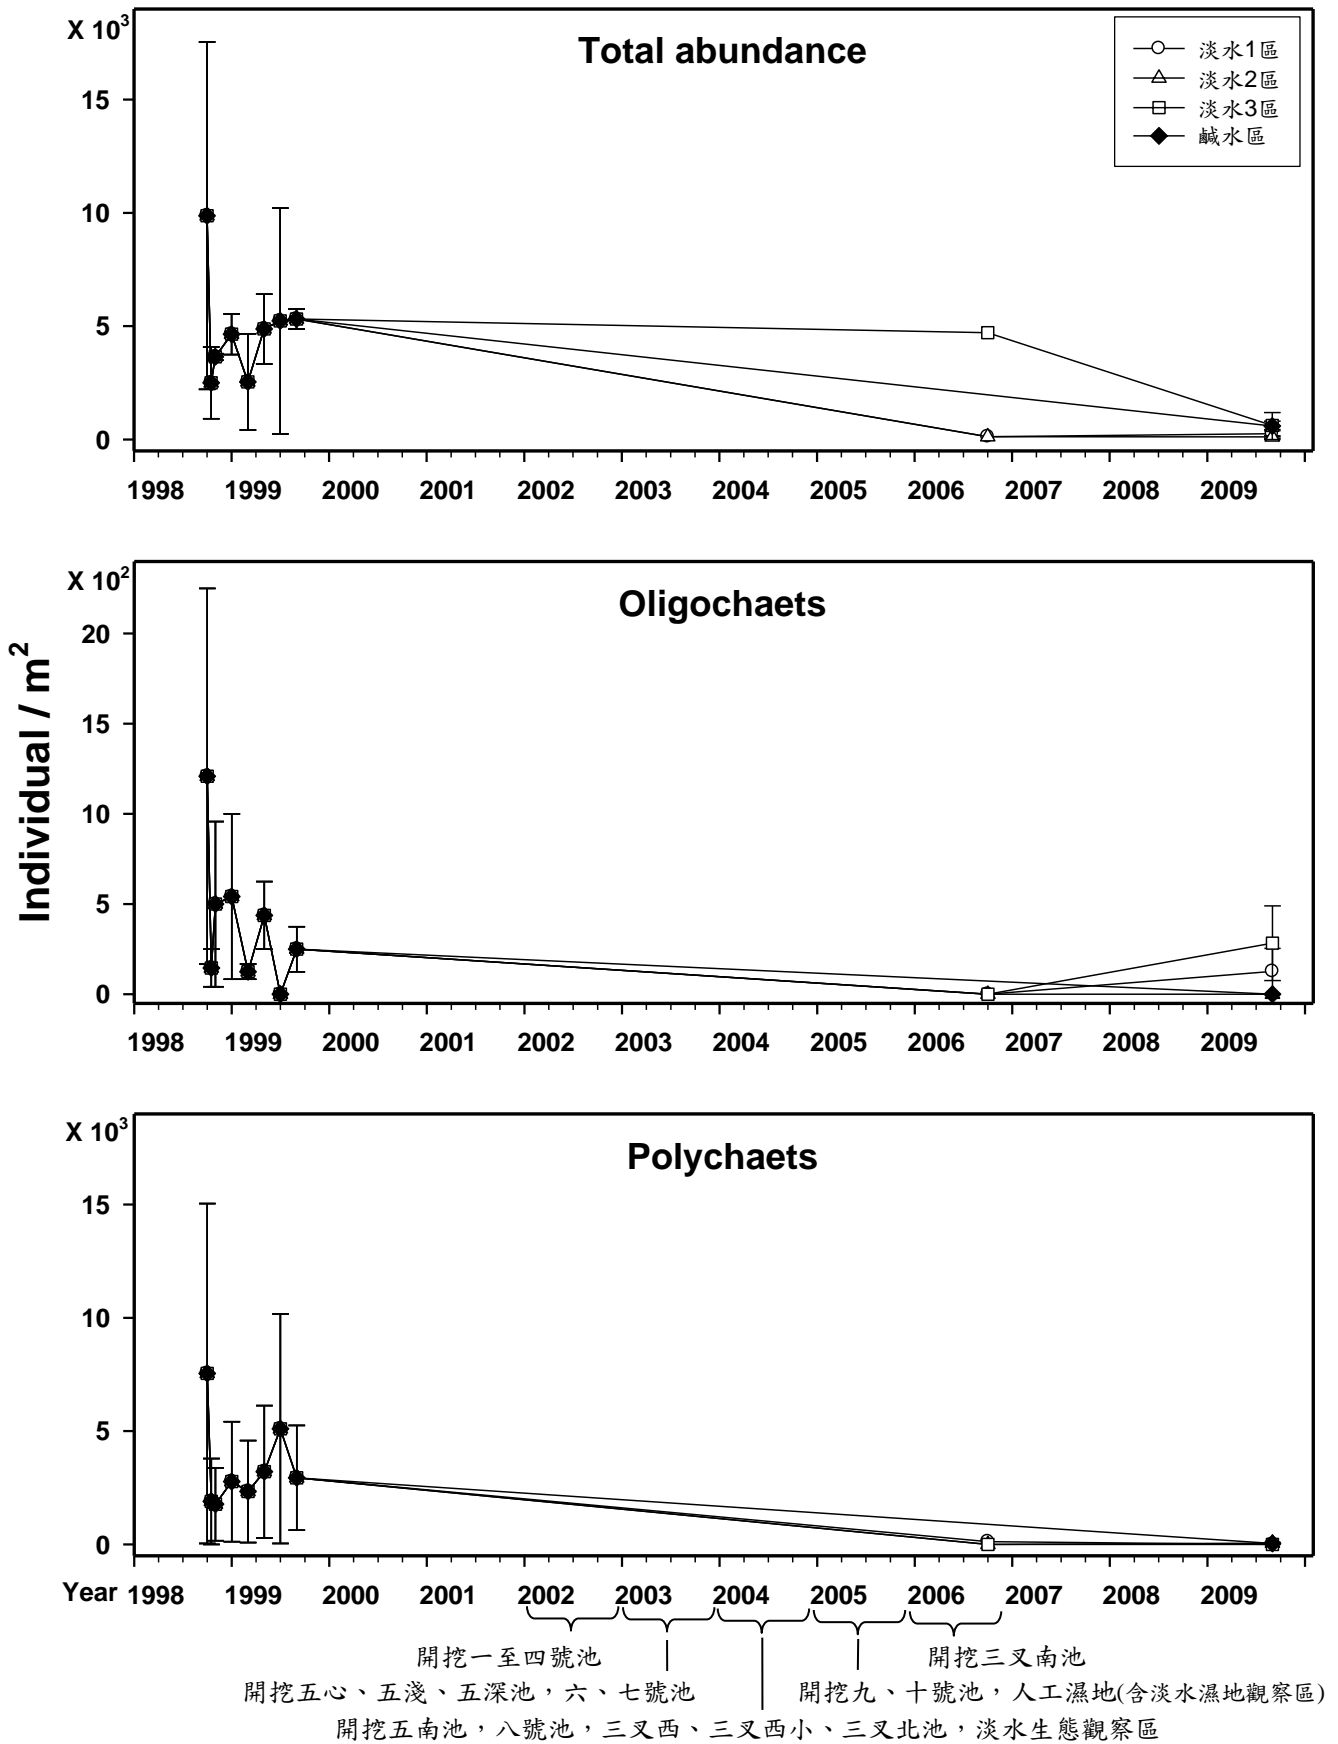 X 10³
Total abundance
淡水1區
淡水2區
淡水3區
鹹水區
15
10
5
0
1998 1999 2000 2001 2002 2003 2004 2005 2006 2007 2008 2009
X 10²
Oligochaets
20
15
10
5
0
1998 1999 2000 2001 2002 2003 2004 2005 2006 2007 2008 2009
Individual / m²
X 10³
Polychaets
15
10
5
0
Year 1998 1999 2000 2001 2002 2003 2004 2005 2006 2007 2008 2009
開挖一至四號池
開挖三叉南池
開挖五心、五淺、五深池，六、七號池
開挖九、十號池，人工濕地(含淡水濕地觀察區)
開挖五南池，八號池，三叉西、三叉西小、三叉北池，淡水生態觀察區